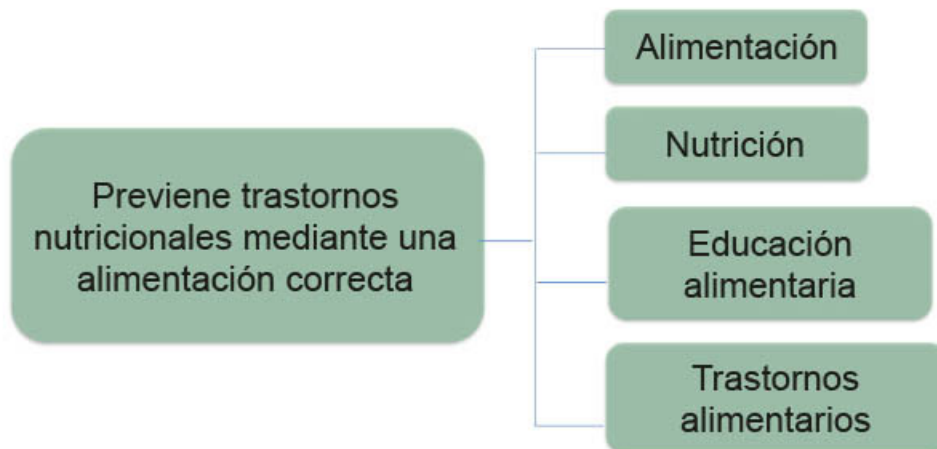 Previene trastornos
nutricionales mediante una
alimentación correcta
Alimentación
Nutrición
Educación
alimentaria
Trastornos
alimentarios